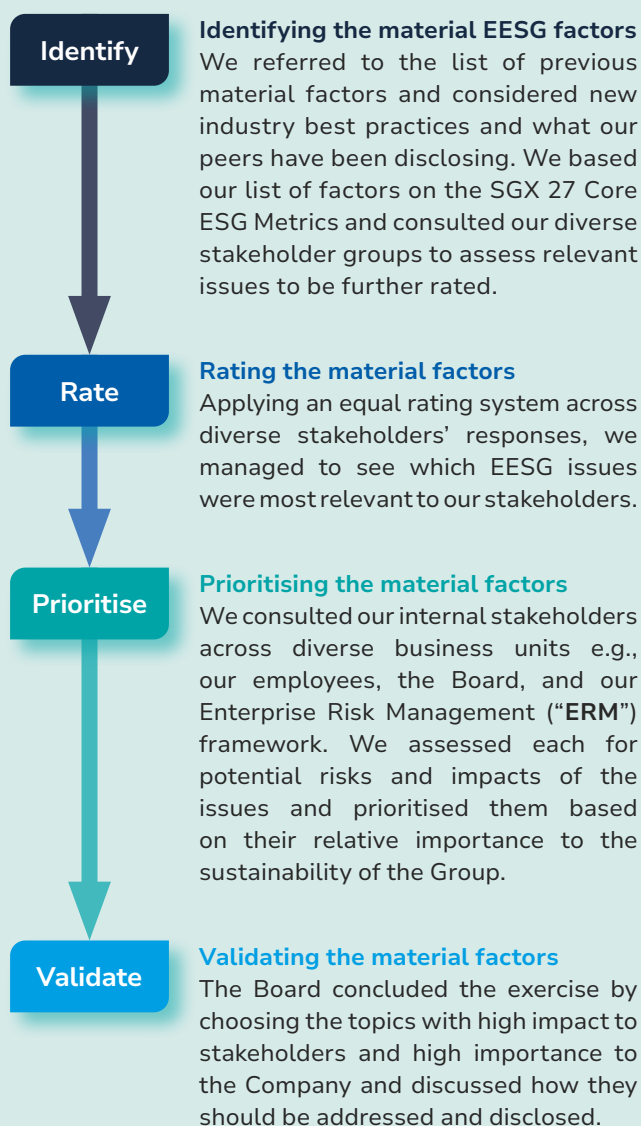 Identify
Identifying the material EESG factors
We referred to the list of previous
material factors and considered new
industry best practices and what our
peers have been disclosing. We based
our list of factors on the SGX 27 Core
ESG Metrics and consulted our diverse
stakeholder groups to assess relevant
issues to be further rated.
Rate
Rating the material factors
Applying an equal rating system across
diverse stakeholders’ responses, we
managed to see which EESG issues
were most relevant to our stakeholders.
Prioritise
Prioritising the material factors
We consulted our internal stakeholders
across diverse business units e.g.,
our employees, the Board, and our
Enterprise Risk Management (“ERM”)
framework. We assessed each for
potential risks and impacts of the
issues and prioritised them based
on their relative importance to the
sustainability of the Group.
Validate
Validating the material factors
The Board concluded the exercise by
choosing the topics with high impact to
stakeholders and high importance to
the Company and discussed how they
should be addressed and disclosed.